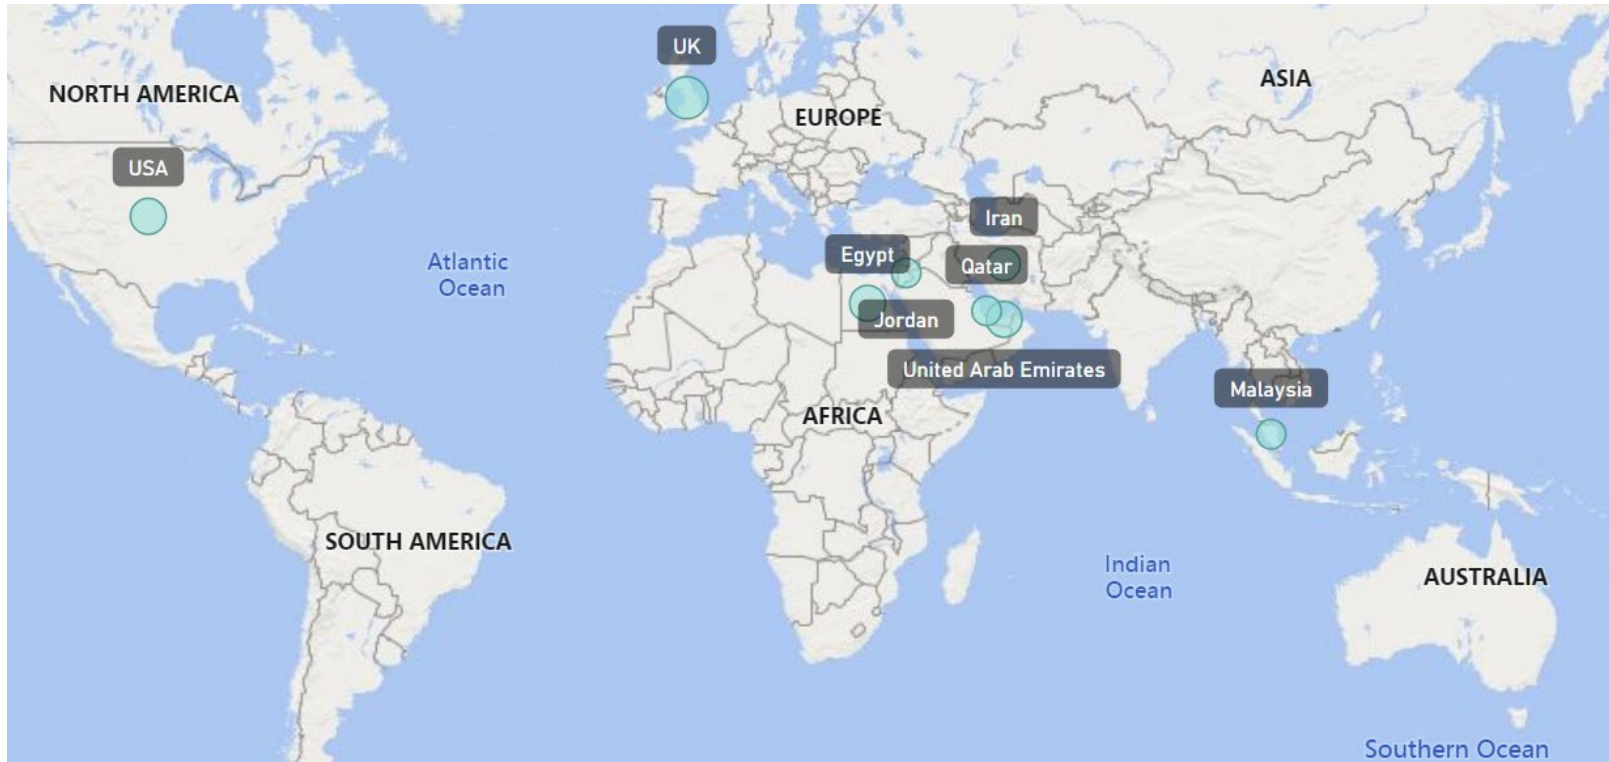 UK
NORTH AMERICA
ASIA
EUROPE
USA
Iran
Egypt
Qatar
Atlantic
Ocean
Jordan
United Arab Emirates
Malaysia
AFRICA
SOUTH AMERICA
Indian
Ocean
AUSTRALIA
Southern Ocean